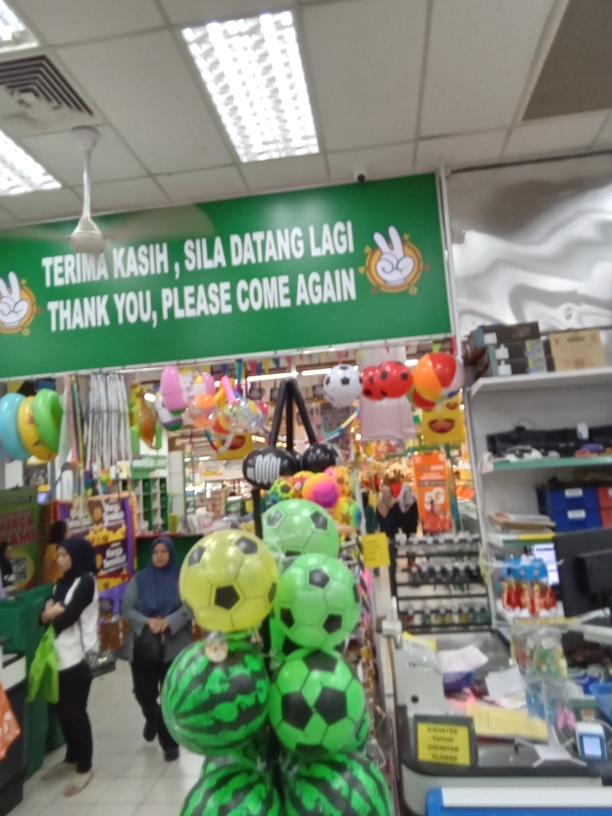 TERIMA KASIH , SILA DATANG LAGI
THANK YOU, PLEASE COME AGAIN
KAUNTER
TUTUP
COUNTER
CLOSED